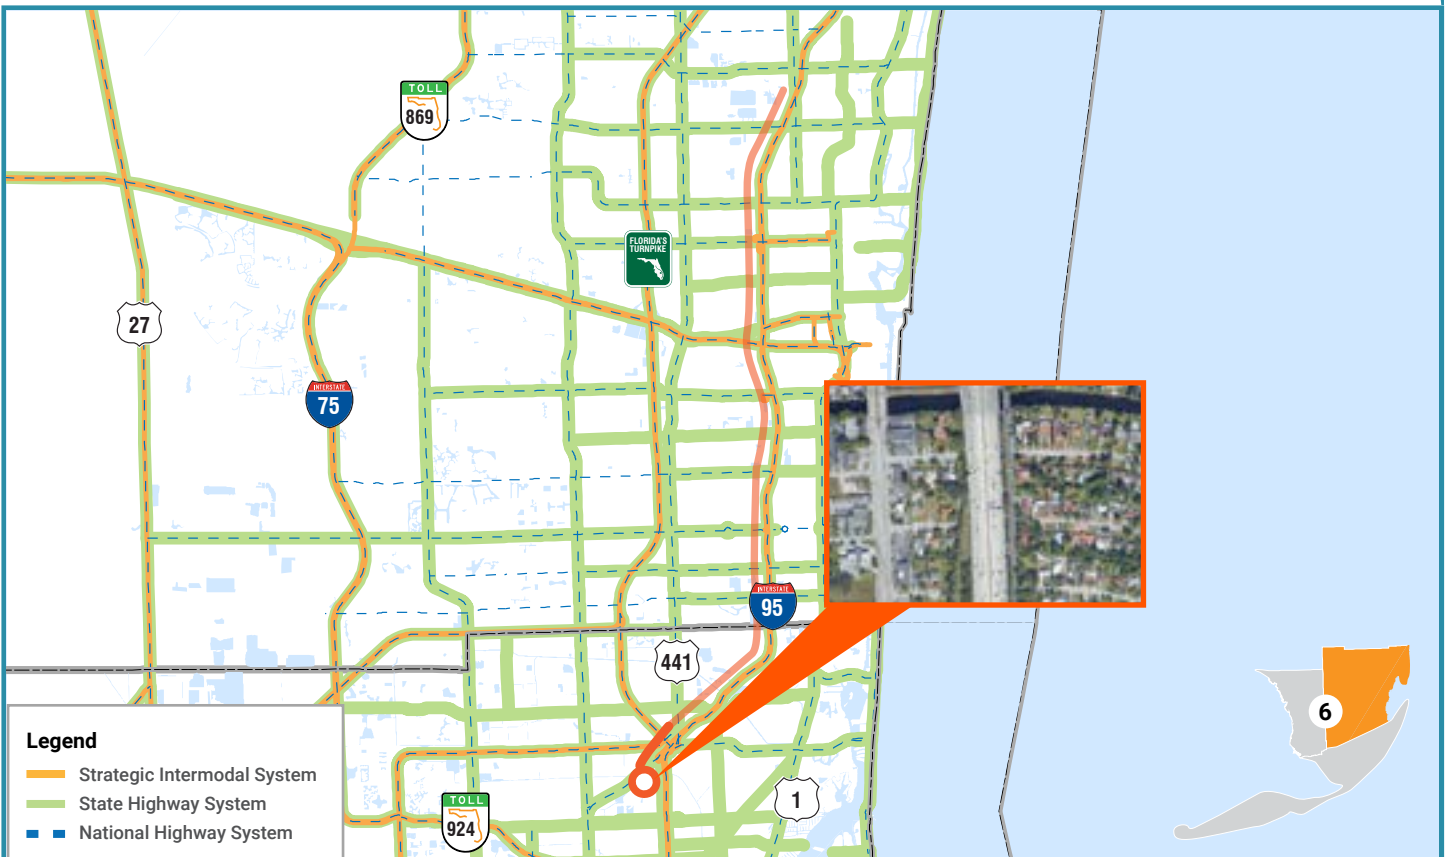 TOLL
869
FLORIDA'S
TURNPIKE
27
INTERSTATE
75
INTERSTATE
95
441
6
Legend
Strategic Intermodal System
State Highway System
National Highway System
TOLL
924
1